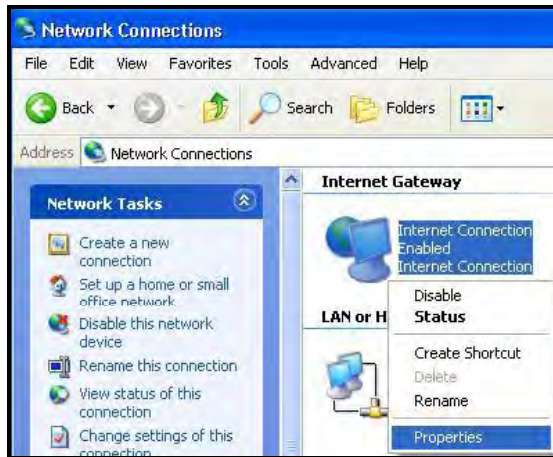 Network Connections
File Edit View Favorites Tools Advanced Help
Back Search Folders
Address Network Connections
Network Tasks
Create a new
connection
Set up a home or small
office network
Disable this network
device
Rename this connection
View status of this
connection
Change settings of this
connection
Internet Gateway
Internet Connection
Enabled
Internet Connection
LAN or H
Disable
Status
Create Shortcut
Delete
Rename
Properties